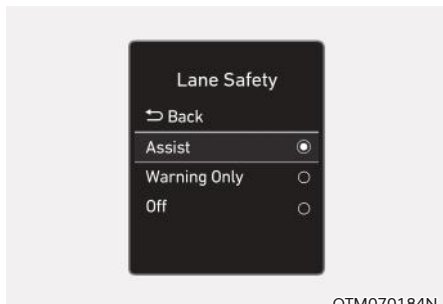 Lane Safety
Back
Assist
Warning Only
Off
OTM070184N